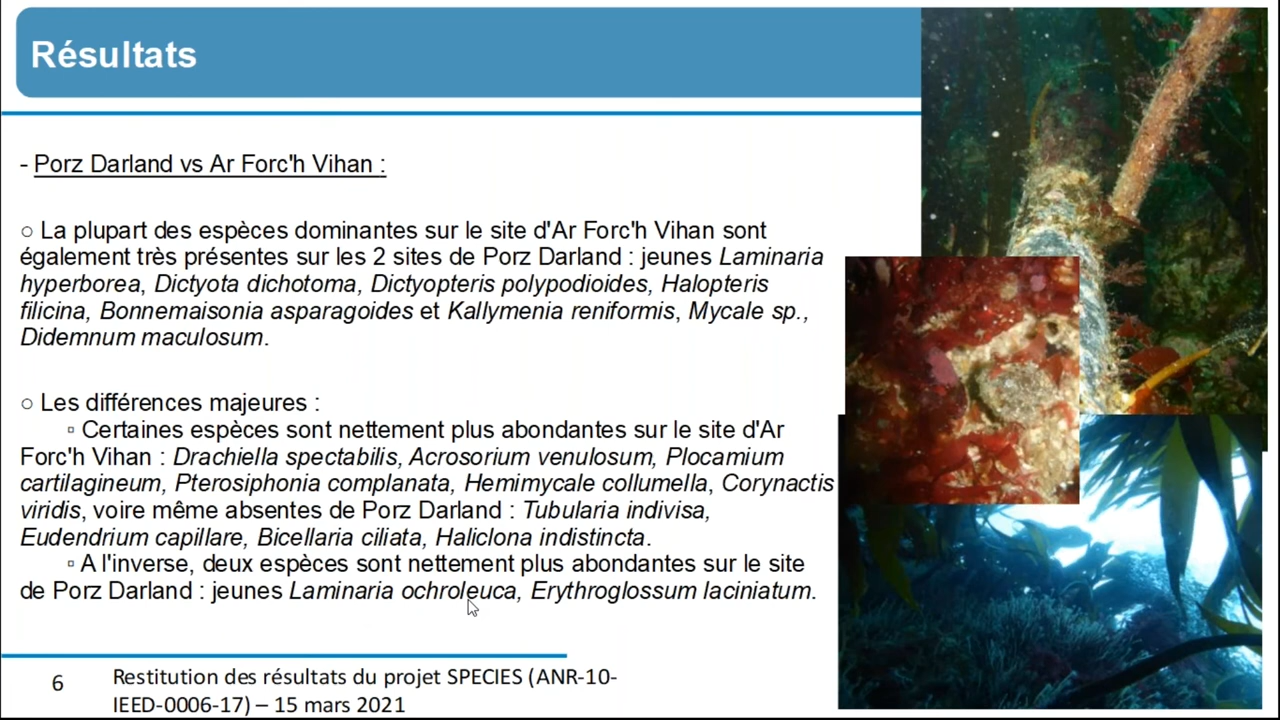 Résultats
- Porz Darland vs Ar Forc'h Vihan :
○ La plupart des espèces dominantes sur le site d'Ar Forc'h Vihan sont
également très présentes sur les 2 sites de Porz Darland : jeunes Laminaria
hyperborea, Dictyota dichotoma, Dictyopteris polypodioides, Halopteris
filicina, Bonnemaisonia asparagoides et Kallymenia reniformis, Mycale sp.,
Didemnum maculosum.
○ Les différences majeures :
▫ Certaines espèces sont nettement plus abondantes sur le site d'Ar
Forc'h Vihan : Drachiella spectabilis, Acrosorium venulosum, Plocamium
cartilagineum, Pterosiphonia complanata, Hemimycale collumella, Corynactis
viridis, voire même absentes de Porz Darland : Tubularia indivisa,
Eudendrium capillare, Bicellaria ciliata, Haliclona indistincta.
▫ A l'inverse, deux espèces sont nettement plus abondantes sur le site
de Porz Darland : jeunes Laminaria ochroleuca, Erythroglossum laciniatum.
6
Restitution des résultats du projet SPECIES (ANR-10-
IEED-0006-17) – 15 mars 2021